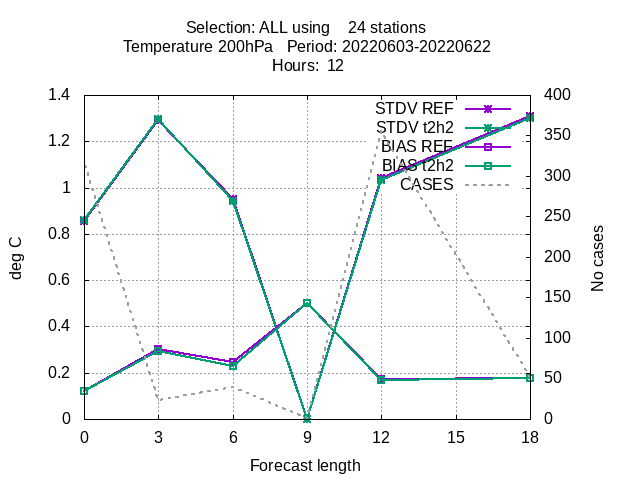 Selection: ALL using    24 stations
Temperature 200hPa   Period: 20220603-20220622
Hours:  12
STDV REF
STDV t2h2
BIAS REF
BIAS t2h2
CASES
deg C
1.4
1.2
1
0.8
0.6
0.4
0.2
0
No cases
400
350
300
250
200
150
100
50
0
0 3 6 9 12 15 18
Forecast length